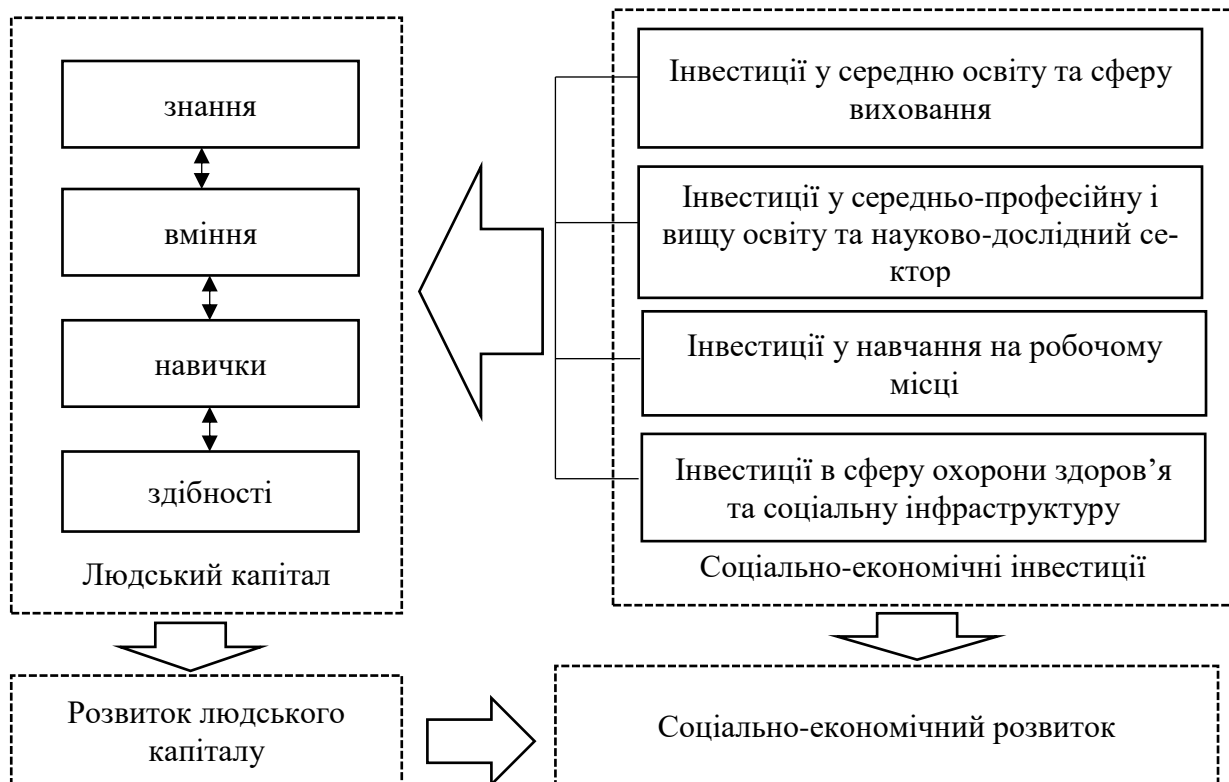 знання
вміння
навички
здібності
Людський капітал
Інвестиції у середню освіту та сферу
виховання
Інвестиції у середньо-професійну і
вищу освіту та науково-дослідний се-
ктор
Інвестиції у навчання на робочому
місці
Інвестиції в сферу охорони здоров’я
та соціальну інфраструктуру
Соціально-економічні інвестиції
Розвиток людського
капіталу
Соціально-економічний розвиток